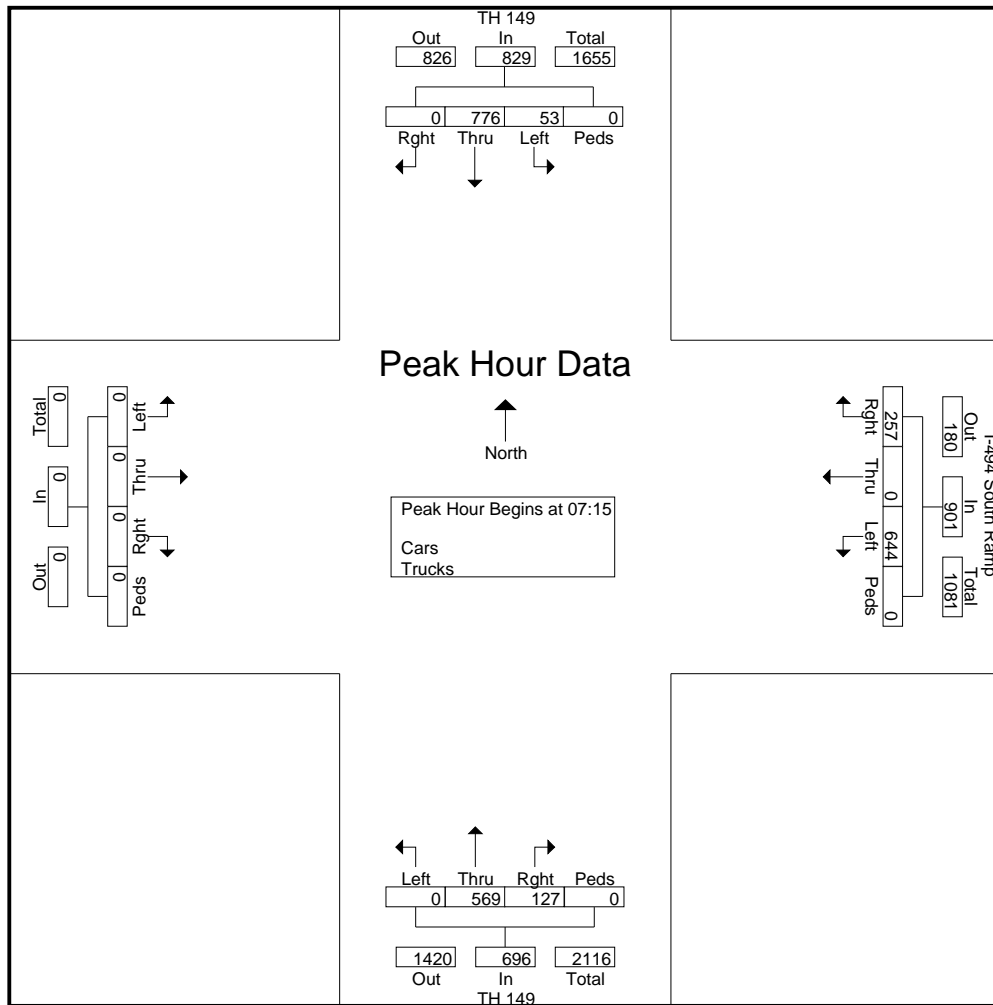 TH 149
Out In Total
826 829 1655
0 776 53 0
Rght Thru Left Peds
Peak Hour Data
North
Peak Hour Begins at 07:15
Cars
Trucks
Total In Out
0 0 0
0 0 0 0
Left Thru Rght Peds
I-494 South Ramp
Out In Total
180 901 1081
257 0 644 0
Rght Thru Left Peds
Left Thru Rght Peds
0 569 127 0
1420 696 2116
Out In Total
TH 149